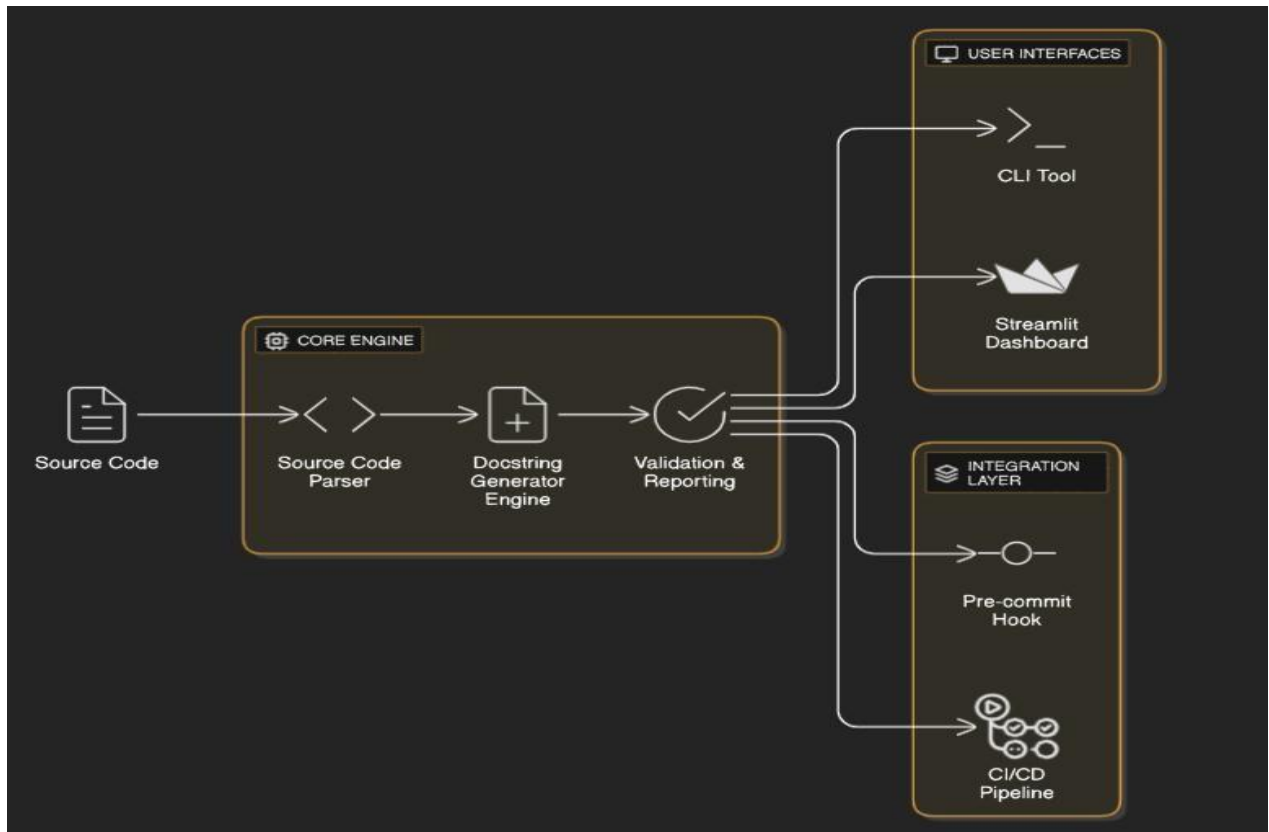 USER INTERFACES
CLI Tool
Streamlit
Dashboard
CORE ENGINE
Source Code
Source Code
Parser
Docstring
Generator
Engine
Validation &
Reporting
INTEGRATION
LAYER
Pre-commit
Hook
CI/CD
Pipeline